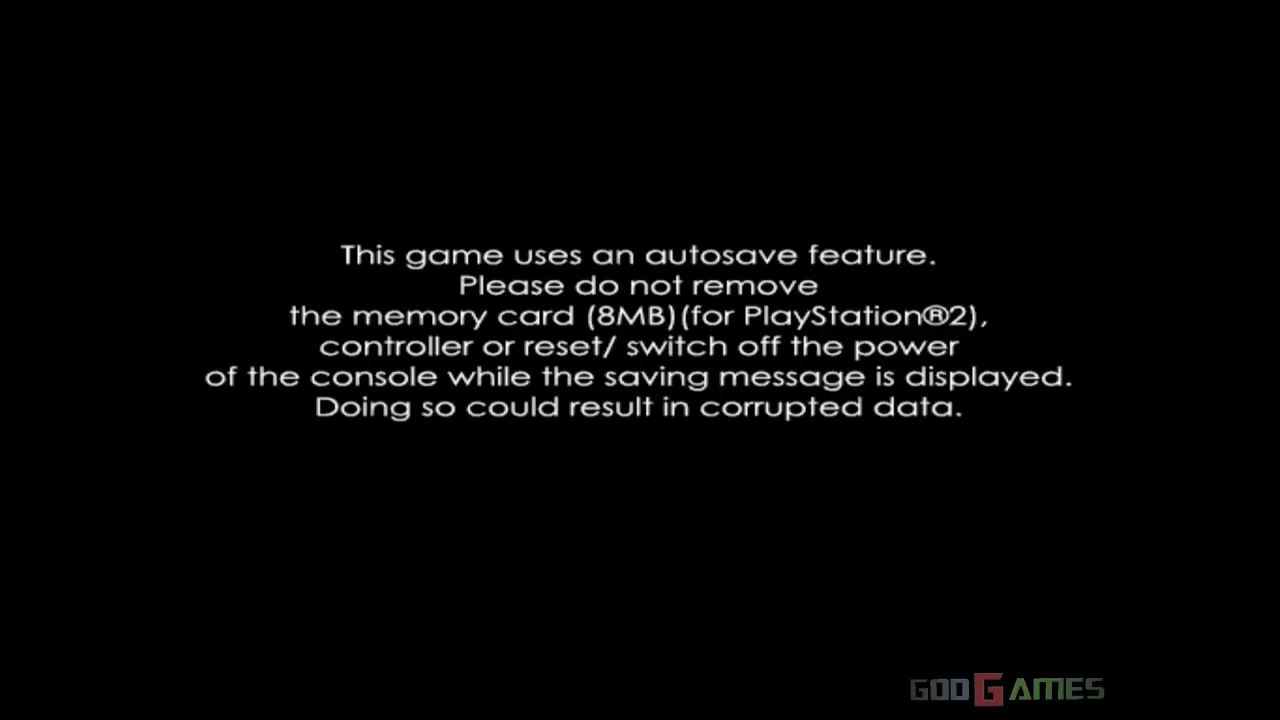 This game uses an autosave feature.
Please do not remove
the memory card (8MB)(for PlayStation®2),
controller or reset/ switch off the power
of the console while the saving message is displayed.
Doing so could result in corrupted data.
GODGAMES